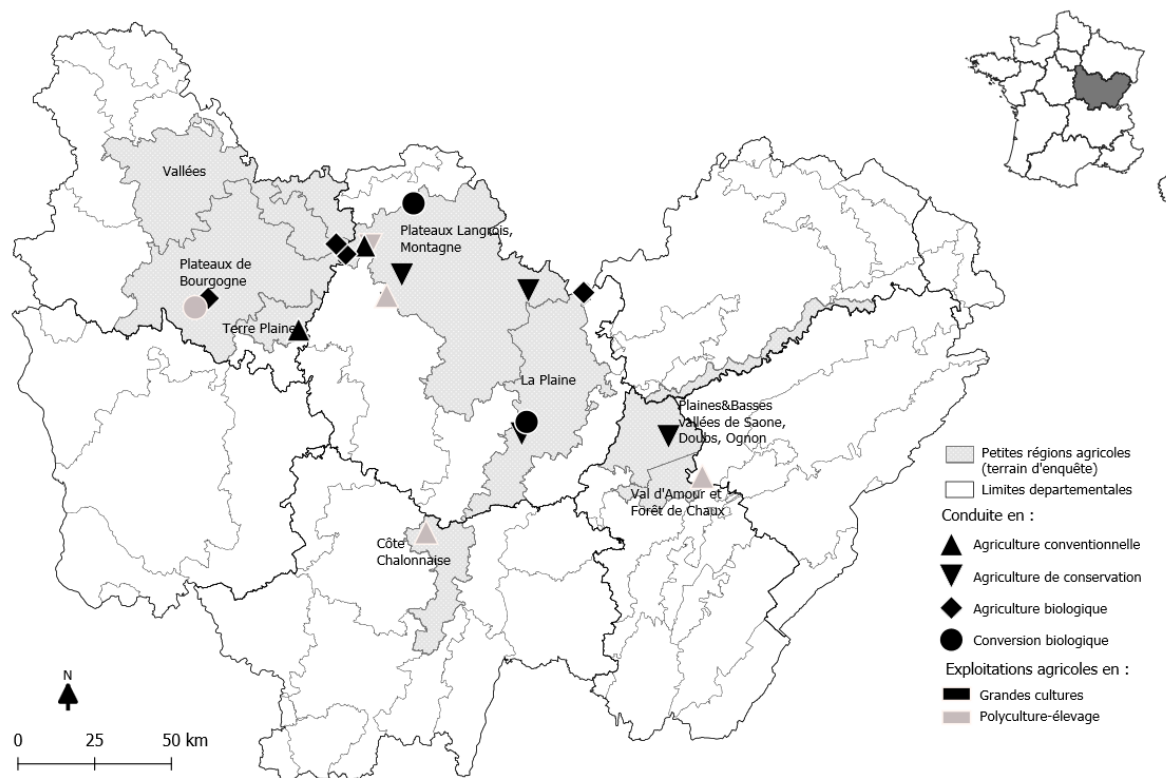 Vallées
Plateaux Langrois,
Montagne
Plateaux de
Bourgogne
Terre Plaine
La Plaine
Plaines&Basses
vallées de Saone,
Doubs, Ognon
Val d'Amour et
Forêt de Chaux
Côte
Chalonnaise
Petites régions agricoles
(terrain d'enquête)
Limites departementales
Conduite en :
Agriculture conventionnelle
Agriculture de conservation
Agriculture biologique
Conversion biologique
Exploitations agricoles en :
Grandes cultures
Polyculture-élevage
N
0 25 50 km